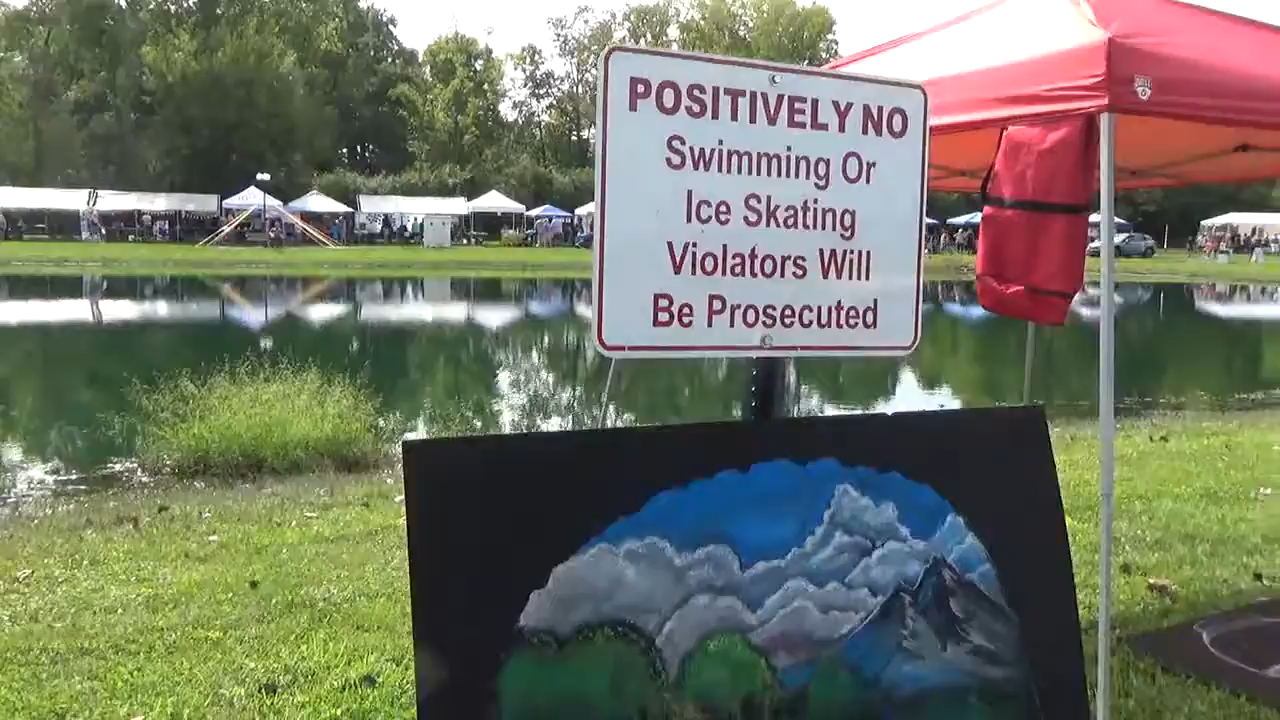 POSITIVELY NO
Swimming Or
Ice Skating
Violators Will
Be Prosecuted